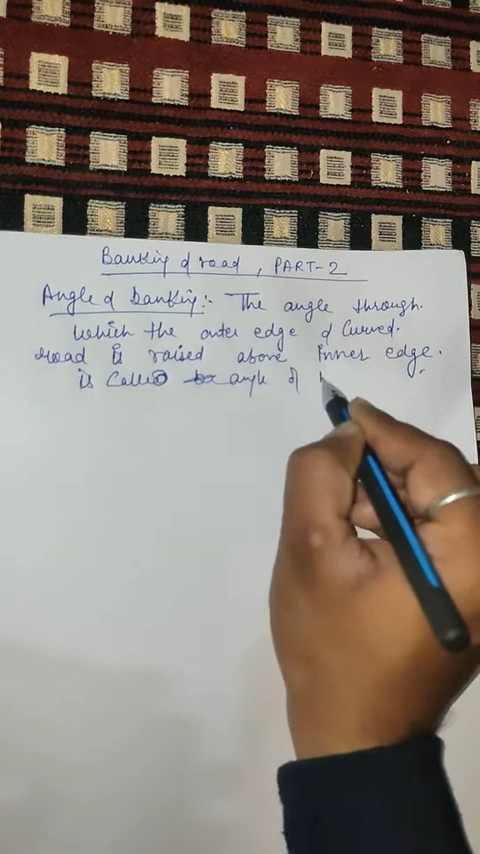 Banking of road, PART-2
Angle of banking:- The angle through.
which the outer edge of Curved.
road is raised above inner edge.
is called angle of